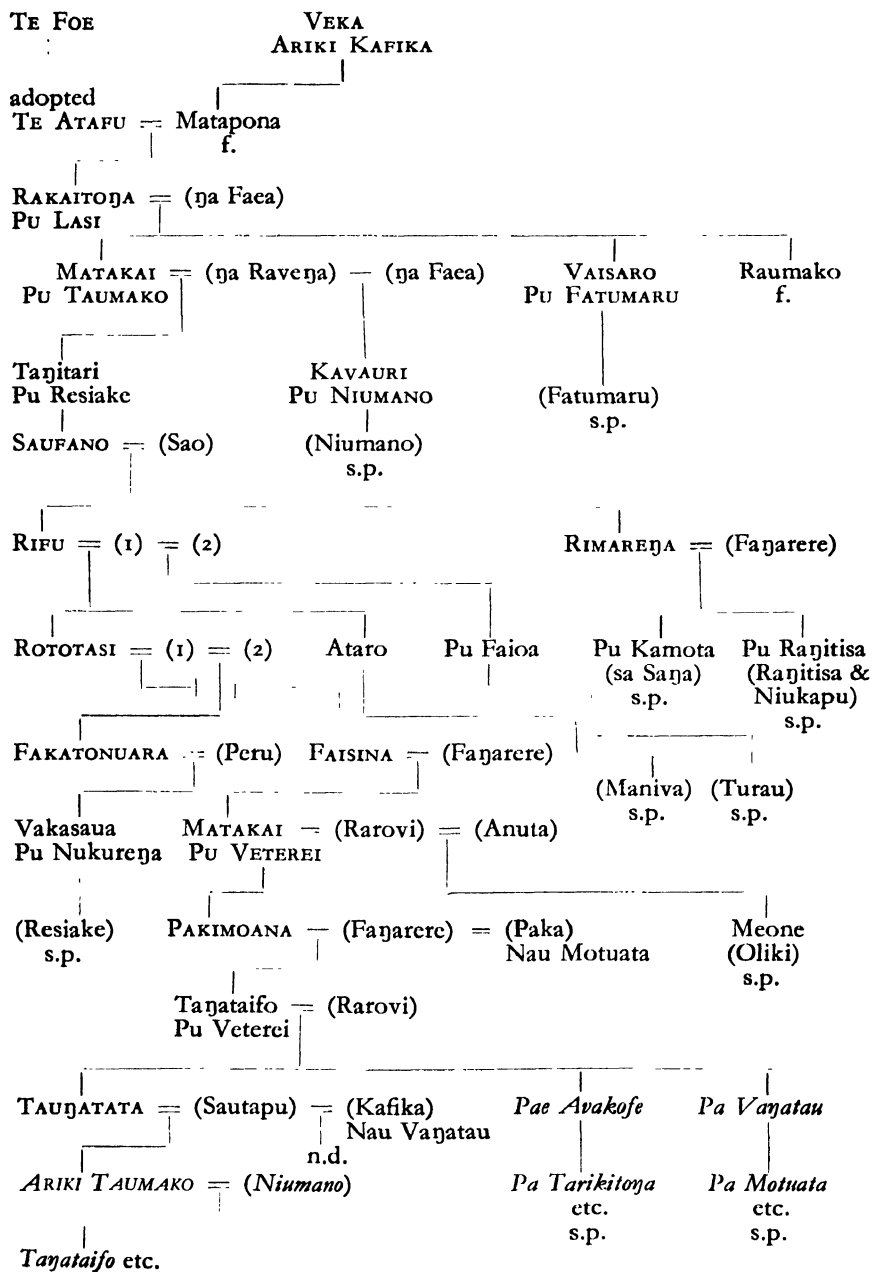 TE FOE VEKA
ARIKI KAFIKA
adopted
TE ATAFU = Matapona
f.
RAKAITOŊA = (ŋa Faea)
PU LASI
MATAKAI = (ŋa Raveŋa) — (ŋa Faea) VAISARO Raumako
PU TAUMAKO PU FATUMARU f.
Taŋitari KAVAURI
Pu Resiake PU NIUMANO (Fatumaru)
s.p.
SAUFANO = (Sao) (Niumano)
s.p.
RIFU = (1) = (2) RIMAREŊA = (Faŋarere)
ROTOTASI = (1) = (2) Ataro Pu Faioa Pu Kamota Pu Raŋitisa
(sa Saŋa) (Raŋitisa &
s.p. Niukapu)
s.p.
FAKATONUARA = (Peru) FAISINA = (Faŋarere)
(Maniva) (Turau)
s.p. s.p.
Vakasaua MATAKAI — (Rarovi) = (Anuta)
Pu Nukureŋa PU VETEREI
(Resiake) PAKIMOANA — (Faŋarere) = (Paka) Meone
s.p. Nau Motuata (Oliki)
s.p.
Taŋataifo = (Rarovi)
Pu Veterei
TAUŊATATA = (Sautapu) = (Kafika) Pae Avakofe Pa Vaŋatau
Nau Vaŋatau
n.d.
ARIKI TAUMAKO = (Niumano) Pa Tarikitoŋa Pa Motuata
etc. etc.
s.p. s.p.
Taŋataifo etc.